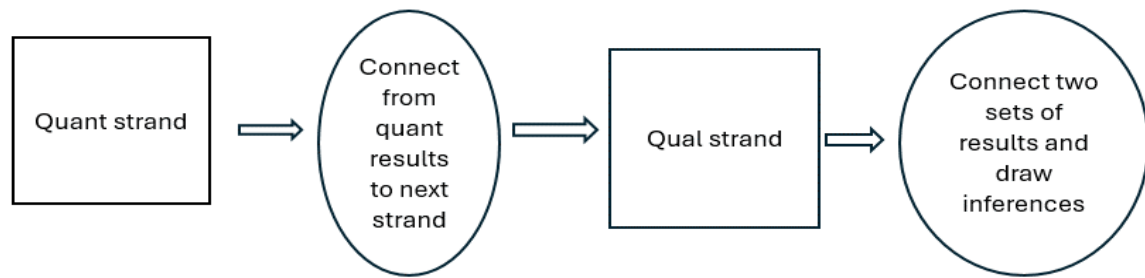 Quant strand
Connect
from
quant
results
to next
strand
Qual strand
Connect two
sets of
results and
draw
inferences